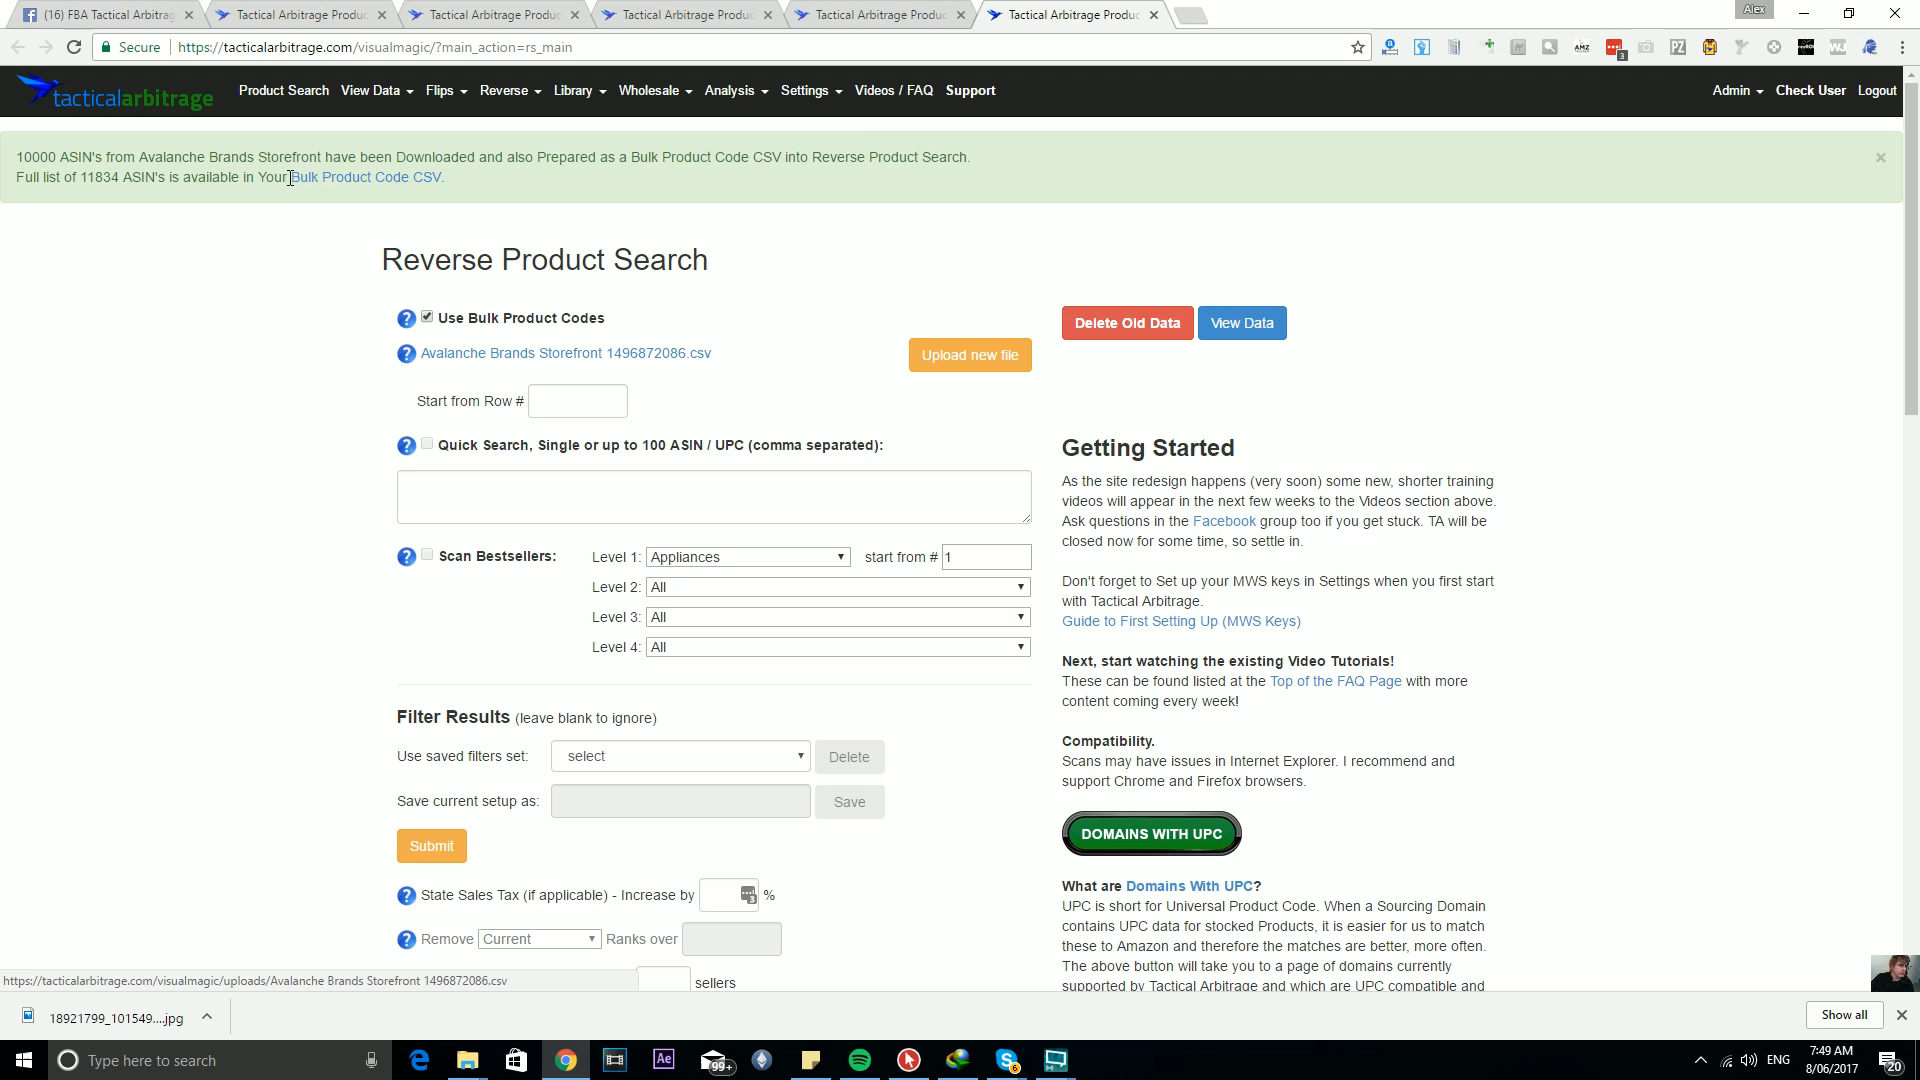 (16) FBA Tactical Arbitrag
Tactical Arbitrage Produc
Tactical Arbitrage Produc
Tactical Arbitrage Produc
Tactical Arbitrage Produc
Tactical Arbitrage Produc
Alex
Secure
https://tacticalarbitrage.com/visualmagic/?main_action=rs_main
tacticalarbitrage
Product Search View Data Flips Reverse Library Wholesale Analysis Settings Videos / FAQ Support
Admin Check User Logout
10000 ASIN's from Avalanche Brands Storefront have been Downloaded and also Prepared as a Bulk Product Code CSV into Reverse Product Search.
Full list of 11834 ASIN's is available in Your Bulk Product Code CSV.
Reverse Product Search
Use Bulk Product Codes
Avalanche Brands Storefront 1496872086.csv
Upload new file
Start from Row #
Quick Search, Single or up to 100 ASIN / UPC (comma separated):
Scan Bestsellers: Level 1: Appliances start from # 1
Level 2: All
Level 3: All
Level 4: All
Filter Results (leave blank to ignore)
Use saved filters set: select Delete
Save current setup as: Save
Submit
State Sales Tax (if applicable) - Increase by %
Remove Current Ranks over
sellers
Delete Old Data View Data
Getting Started
As the site redesign happens (very soon) some new, shorter training
videos will appear in the next few weeks to the Videos section above.
Ask questions in the Facebook group too if you get stuck. TA will be
closed now for some time, so settle in.
Don't forget to Set up your MWS keys in Settings when you first start
with Tactical Arbitrage.
Guide to First Setting Up (MWS Keys)
Next, start watching the existing Video Tutorials!
These can be found listed at the Top of the FAQ Page with more
content coming every week!
Compatibility.
Scans may have issues in Internet Explorer. I recommend and
support Chrome and Firefox browsers.
DOMAINS WITH UPC
What are Domains With UPC?
UPC is short for Universal Product Code. When a Sourcing Domain
contains UPC data for stocked Products, it is easier for us to match
these to Amazon and therefore the matches are better, more often.
The above button will take you to a page of domains currently
supported by Tactical Arbitrage and which are UPC compatible and
https://tacticalarbitrage.com/visualmagic/uploads/Avalanche Brands Storefront 1496872086.csv
18921799_101549....jpg
Show all
Type here to search
Ae
99+
6
ENG
7:49 AM
8/06/2017
20